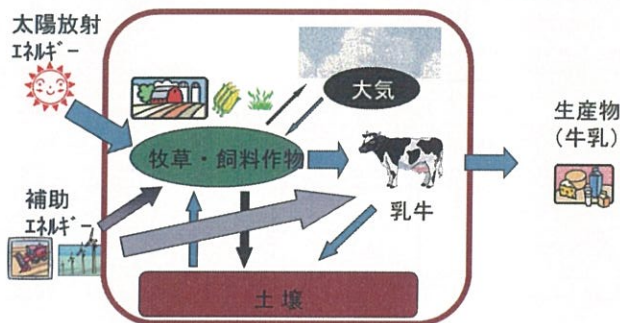 太陽放射
エネルギー
大気
牧草・飼料作物
生産物
(牛乳)
補助
エネルギー
乳牛
土壌